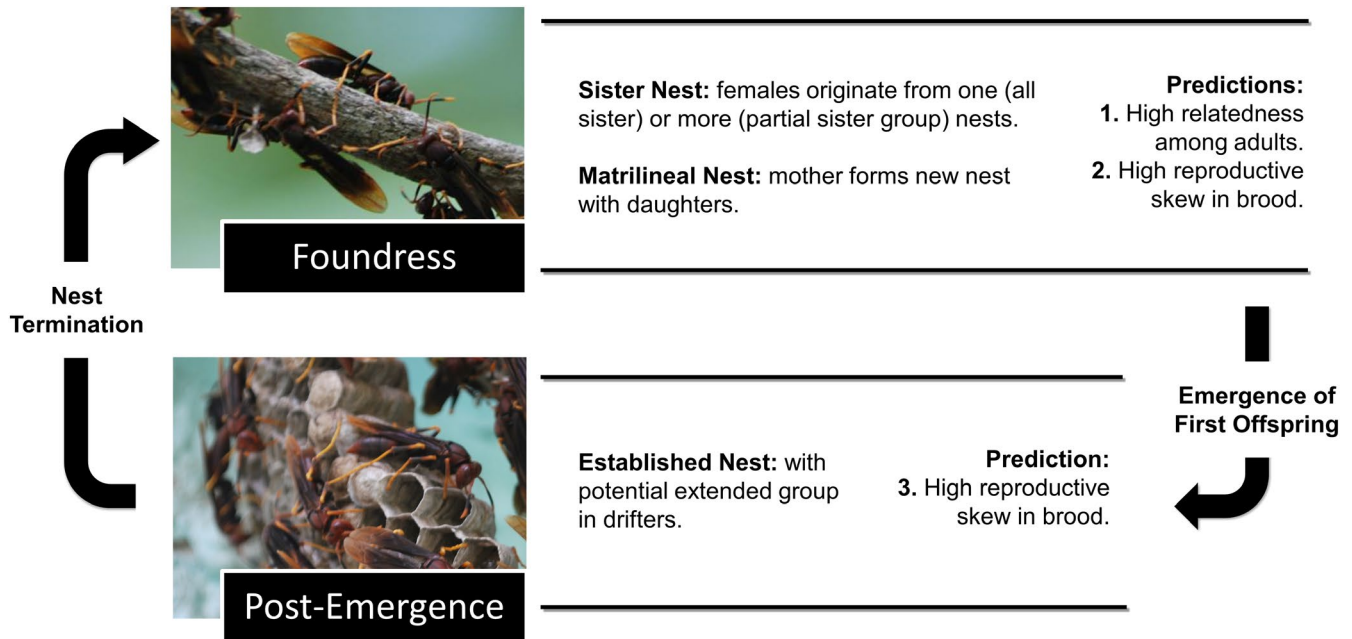 Sister Nest: females originate from one (all
sister) or more (partial sister group) nests.
Matrilineal Nest: mother forms new nest
with daughters.
Predictions:
1. High relatedness
among adults.
2. High reproductive
skew in brood.
Foundress
Nest
Termination
Emergence of
First Offspring
Established Nest: with
potential extended group
in drifters.
Prediction:
3. High reproductive
skew in brood.
Post-Emergence